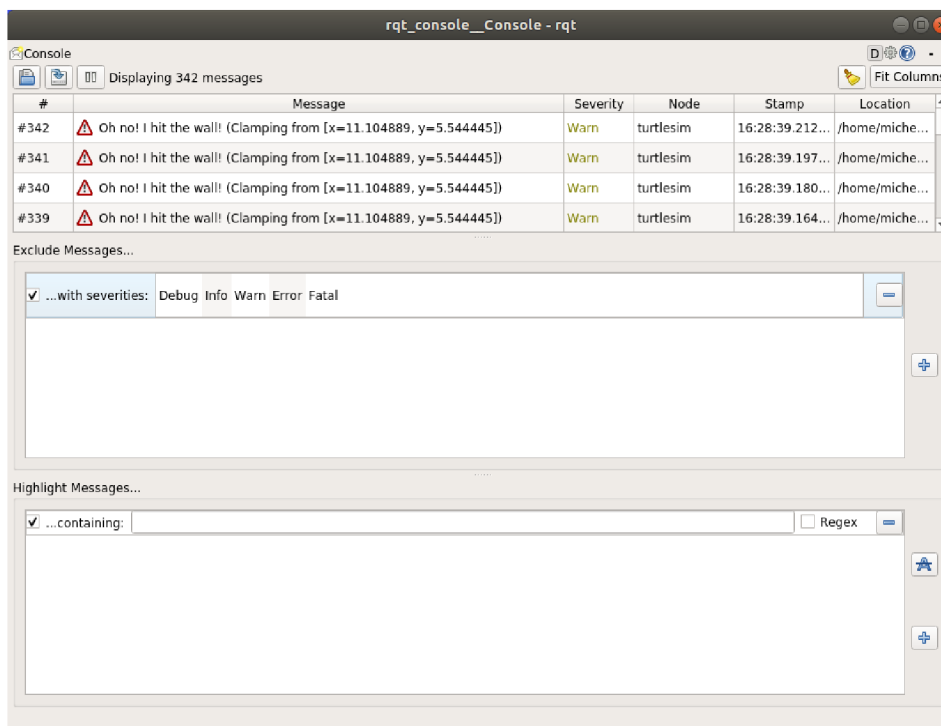 rqt_console__Console - rqt
Console
D
Displaying 342 messages
Fit Columns
# Message Severity Node Stamp Location
#342 Oh no! I hit the wall! (Clamping from [x=11.104889, y=5.544445]) Warn turtlesim 16:28:39.212... /home/miche...
#341 Oh no! I hit the wall! (Clamping from [x=11.104889, y=5.544445]) Warn turtlesim 16:28:39.197... /home/miche...
#340 Oh no! I hit the wall! (Clamping from [x=11.104889, y=5.544445]) Warn turtlesim 16:28:39.180... /home/miche...
#339 Oh no! I hit the wall! (Clamping from [x=11.104889, y=5.544445]) Warn turtlesim 16:28:39.164... /home/miche...
Exclude Messages...
...with severities: Debug Info Warn Error Fatal
Highlight Messages...
...containing: Regex